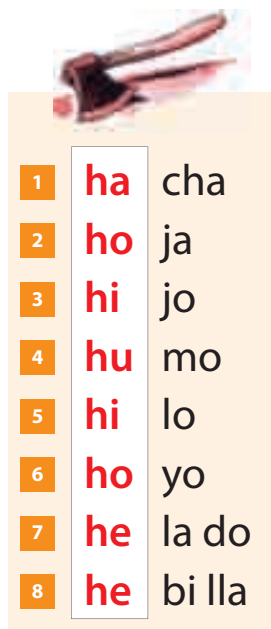 1 ha cha
2 ho ja
3 hi jo
4 hu mo
5 hi lo
6 ho yo
7 he la do
8 he bi lla